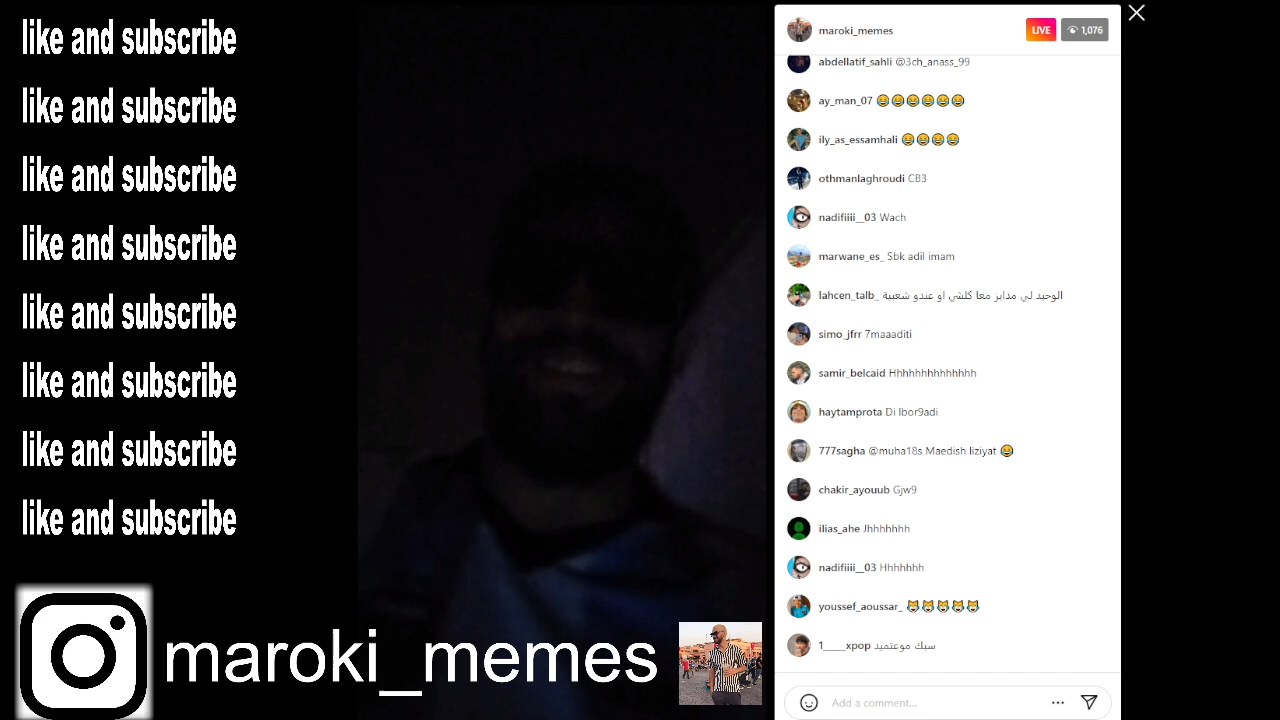 like and subscribe
like and subscribe
like and subscribe
like and subscribe
like and subscribe
like and subscribe
like and subscribe
like and subscribe
maroki_memes
maroki_memes LIVE 1,076
abdellatif_sahli @3ch_anass_99
ay_man_07 😂😂😂😂😂😂
ily_as_essamhali 😂😂😂😂
othmanlaghroudi CB3
nadifiiii__03 Wach
marwane_es_ Sbk adil imam
lahcen_talb_ الوحيد لي مدابز معا كلشي او عندو شعبية
simo_jfrr 7maaaditi
samir_belcaid Hhhhhhhhhhhhhh
haytamprota Di lbor9adi
777sagha @muha18s Maedish liziyat 😂
chakir_ayouub Gjw9
ilias_ahe Jhhhhhhh
nadifiiii__03 Hhhhhhh
youssef_aoussar_ 😹😹😹😹😹
1____xpop سبك موعتميد
Add a comment...